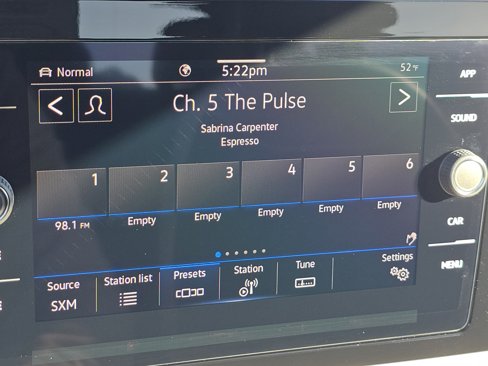 Normal
5:22pm
52 °F
Ch. 5 The Pulse
Sabrina Carpenter
Espresso
1 2 3 4 5 6
98.1 FM Empty Empty Empty Empty Empty
Source Station list Presets Station Tune Settings
SXM
APP
SOUND
CAR
MENU